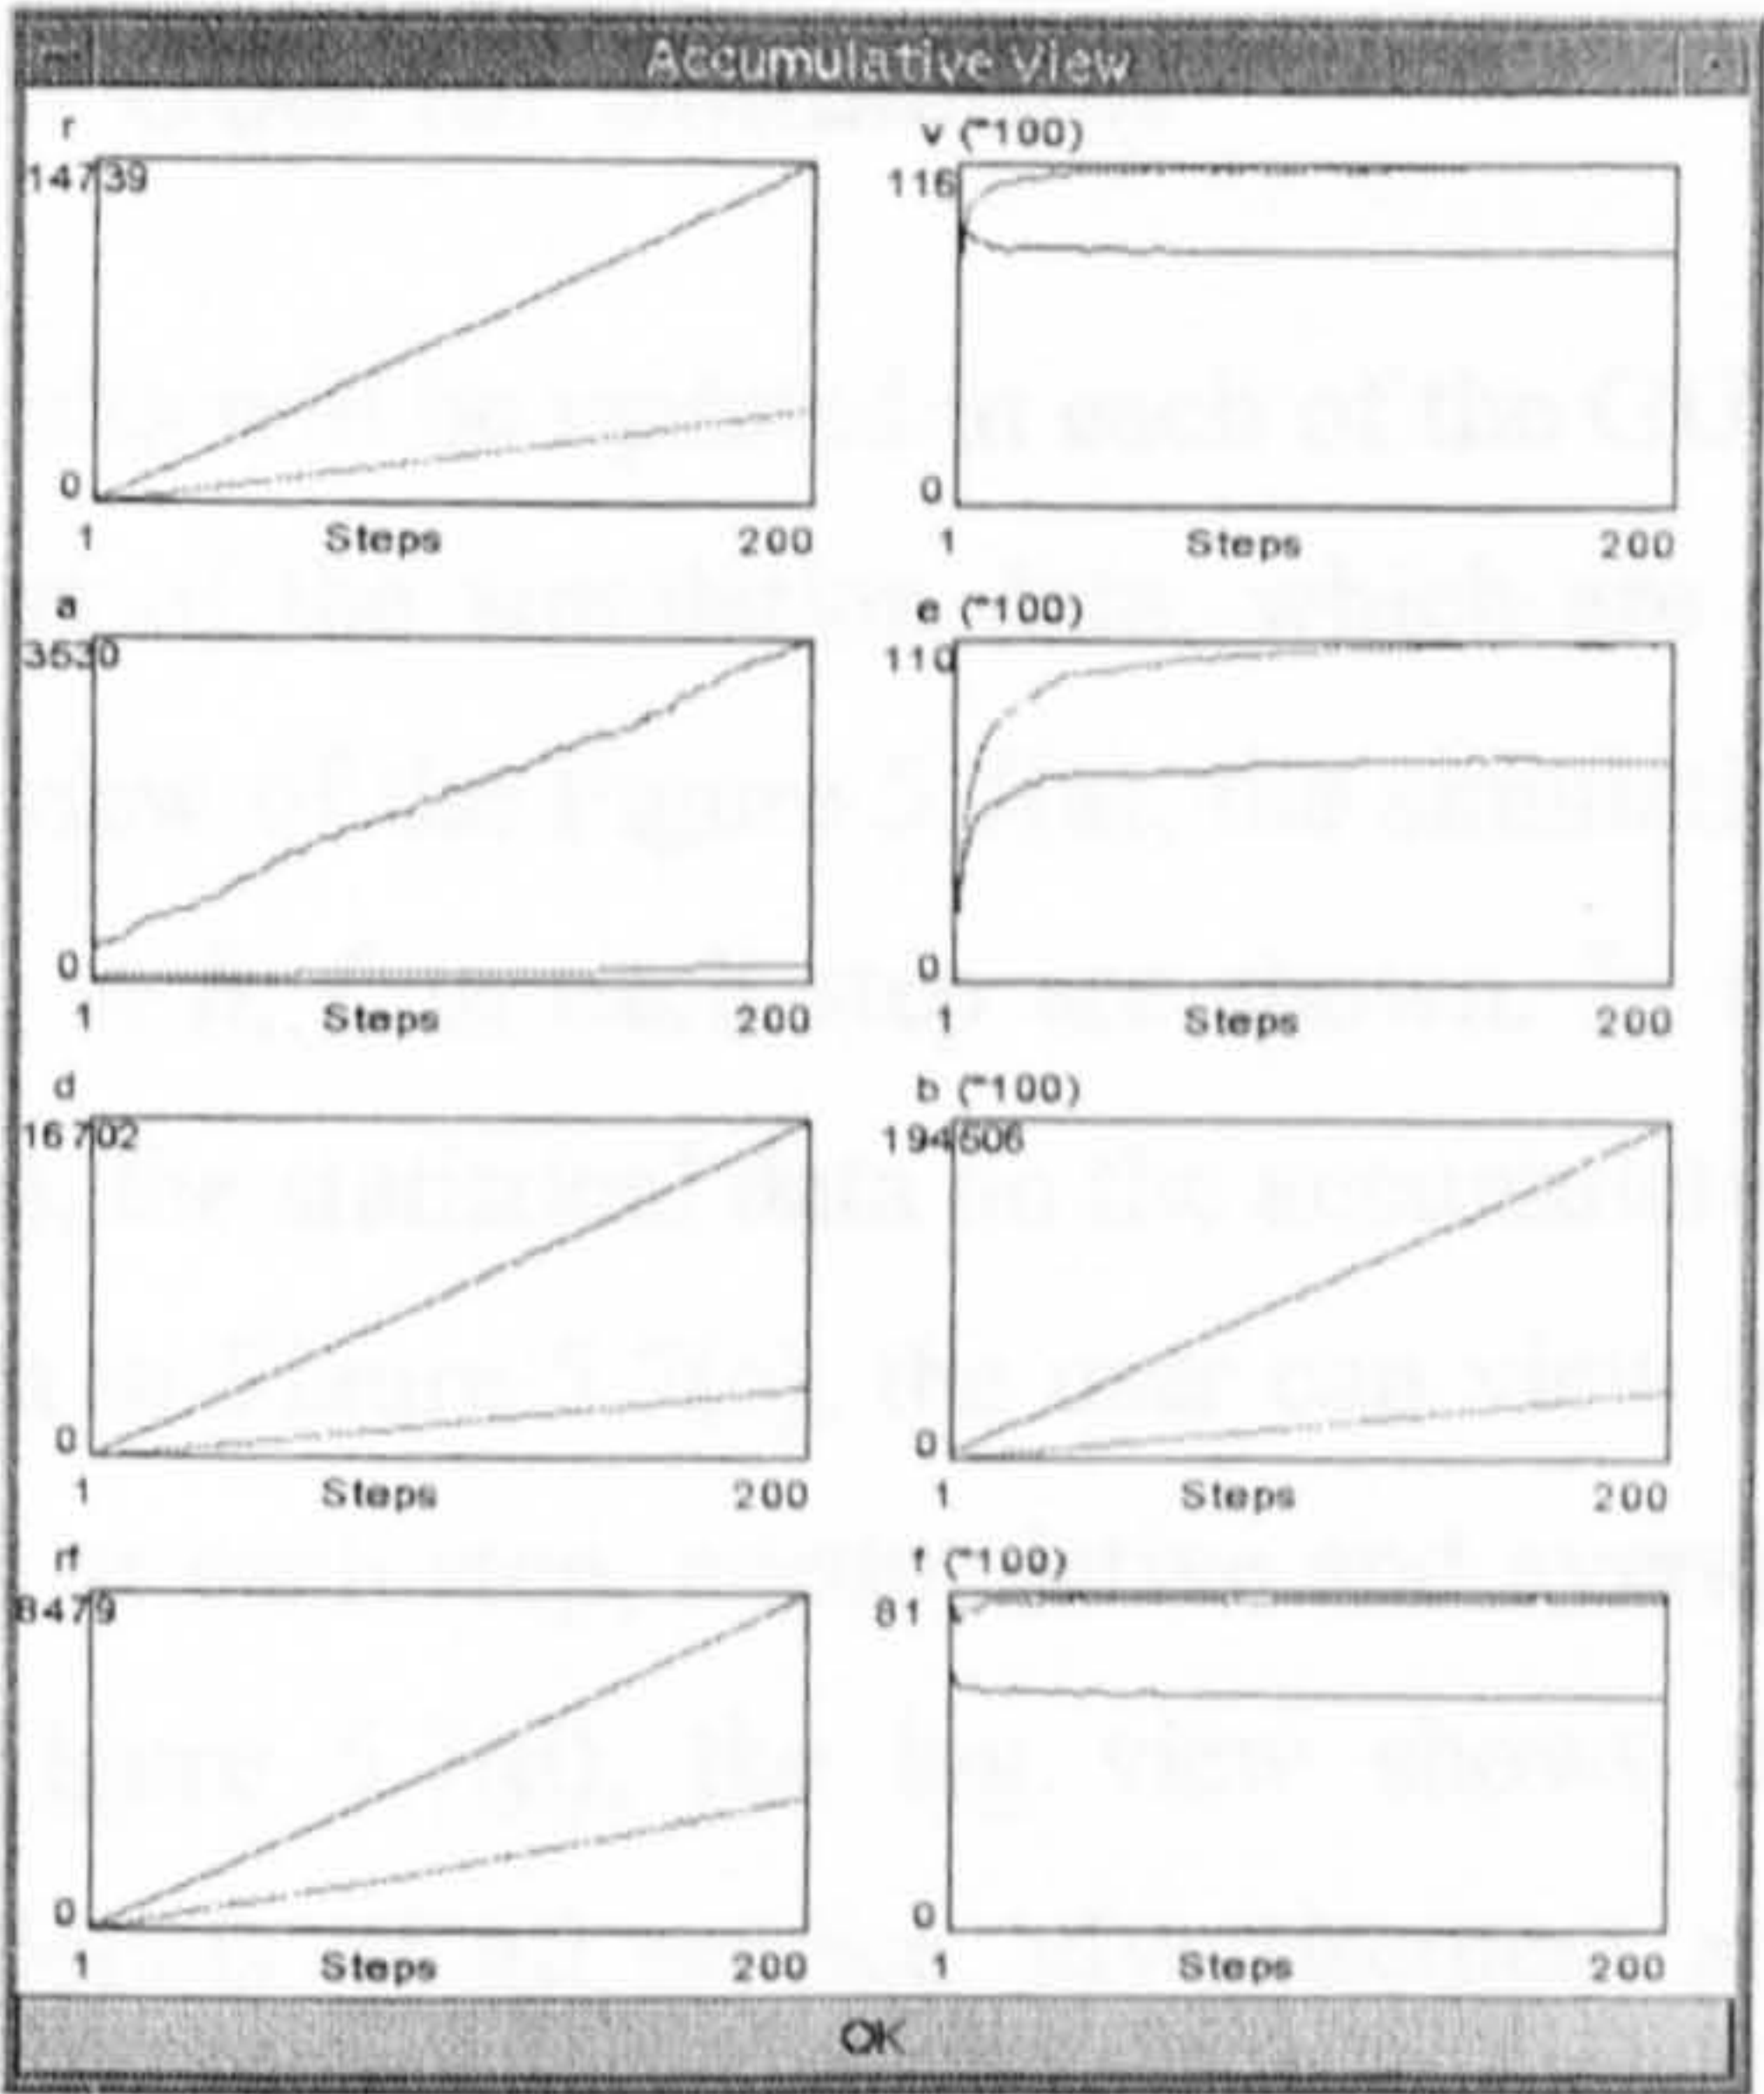 Accumulative View
r
14739
0
1 Steps 200
v (*100)
116
0
1 Steps 200
a
3530
0
1 Steps 200
e (*100)
110
0
1 Steps 200
d
16702
0
1 Steps 200
b (*100)
194506
0
1 Steps 200
rf
8479
0
1 Steps 200
f (*100)
81
0
1 Steps 200
OK